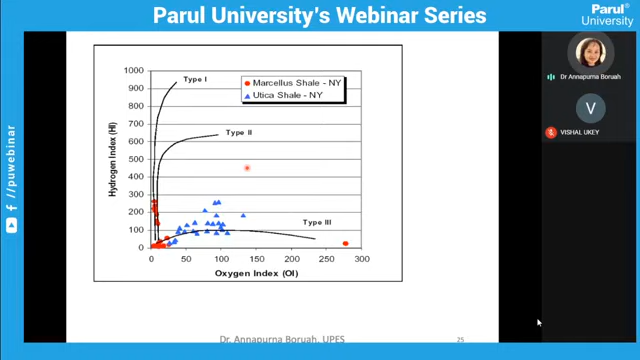 Parul University's Webinar Series
Parul®
University
/puwebinar
Marcellus Shale - NY
Utica Shale - NY
Type I
Type II
Type III
Hydrogen Index (HI)
1000
900
800
700
600
500
400
300
200
100
0
0 50 100 150 200 250 300
Oxygen Index (OI)
Dr. Annapurna Boruah, UPES
25
Dr Annapurna Boruah
V
VISHAL UKEY